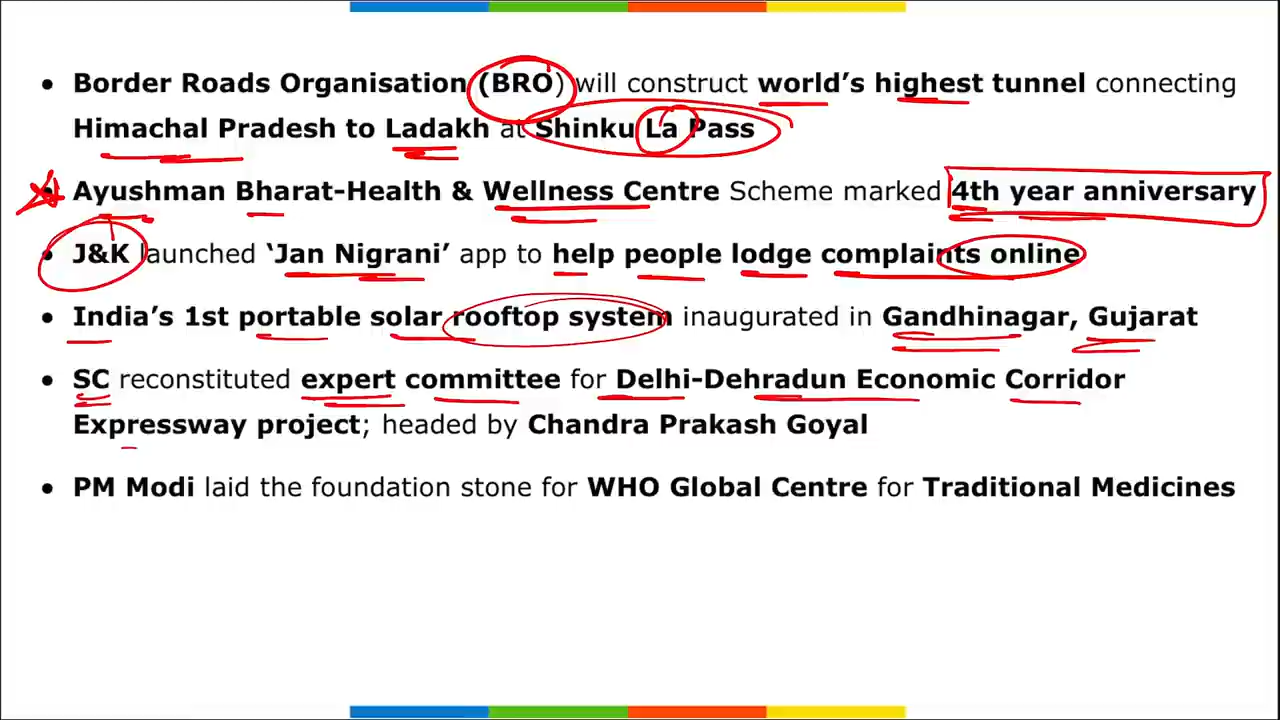 • Border Roads Organisation (BRO) will construct world’s highest tunnel connecting
Himachal Pradesh to Ladakh at Shinku La Pass
• Ayushman Bharat-Health & Wellness Centre Scheme marked 4th year anniversary
• J&K launched ‘Jan Nigrani’ app to help people lodge complaints online
• India’s 1st portable solar rooftop system inaugurated in Gandhinagar, Gujarat
• SC reconstituted expert committee for Delhi-Dehradun Economic Corridor
Expressway project; headed by Chandra Prakash Goyal
• PM Modi laid the foundation stone for WHO Global Centre for Traditional Medicines